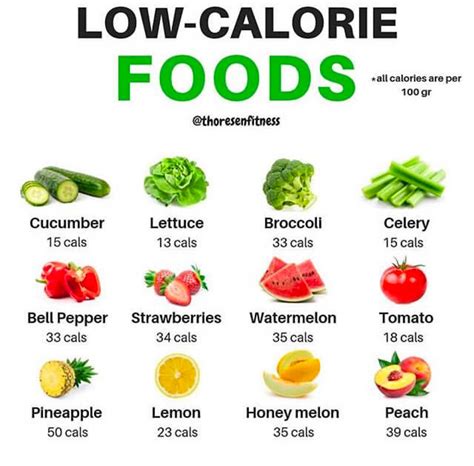 LOW-CALORIE
FOODS
*all calories are per
100 gr
@thoresenfitness
Cucumber
15 cals
Lettuce
13 cals
Broccoli
33 cals
Celery
15 cals
Bell Pepper
33 cals
Strawberries
34 cals
Watermelon
35 cals
Tomato
18 cals
Pineapple
50 cals
Lemon
23 cals
Honey melon
35 cals
Peach
39 cals